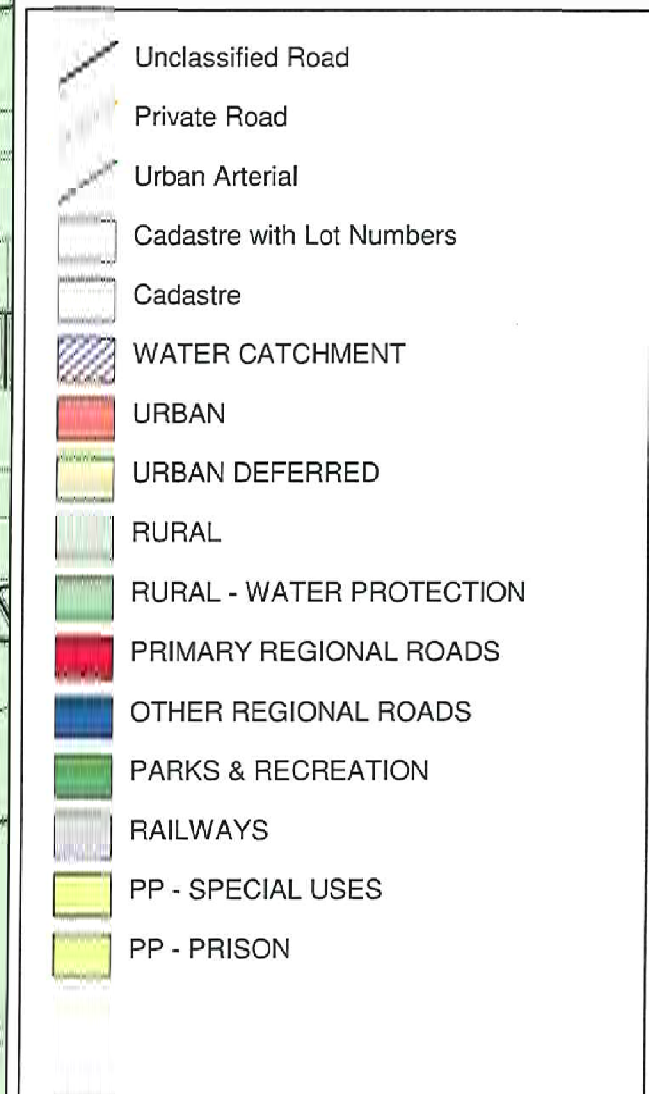 Unclassified Road
Private Road
Urban Arterial
Cadastre with Lot Numbers
Cadastre
WATER CATCHMENT
URBAN
URBAN DEFERRED
RURAL
RURAL - WATER PROTECTION
PRIMARY REGIONAL ROADS
OTHER REGIONAL ROADS
PARKS & RECREATION
RAILWAYS
PP - SPECIAL USES
PP - PRISON